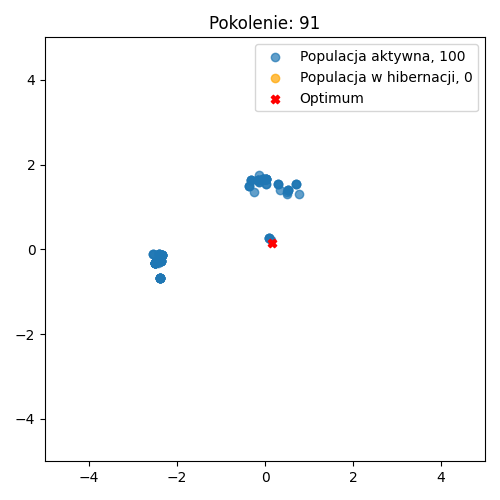 Pokolenie: 91
Populacja aktywna, 100
Populacja w hibernacji, 0
Optimum
4
2
0
−2
−4
−4 −2 0 2 4